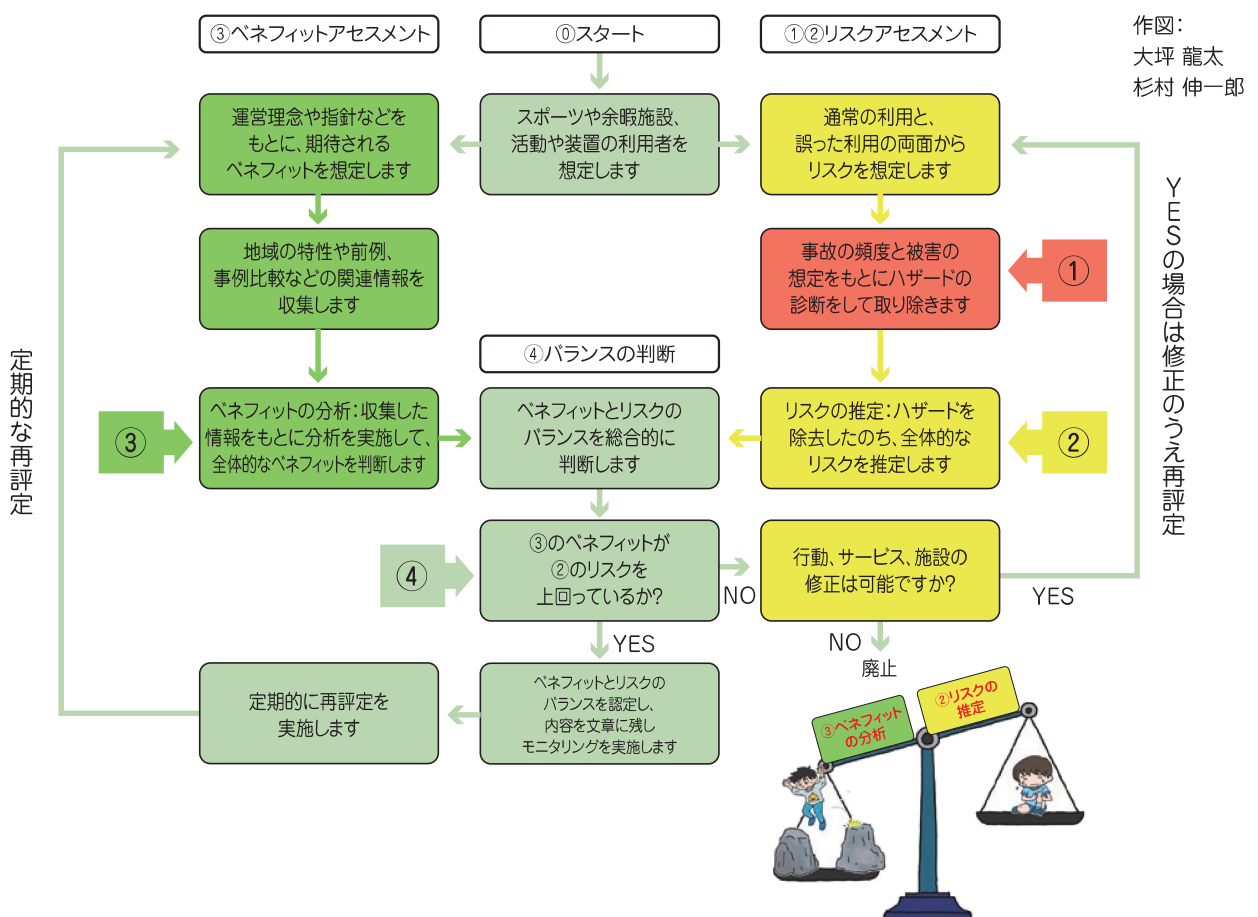 ③ベネフィットアセスメント
⓪スタート
①②リスクアセスメント
作図：
大坪 龍太
杉村 伸一郎
運営理念や指針などを
もとに、期待される
ベネフィットを想定します
スポーツや余暇施設、
活動や装置の利用者を
想定します
通常の利用と、
誤った利用の両面から
リスクを想定します
地域の特性や前例、
事例比較などの関連情報を
収集します
事故の頻度と被害の
想定をもとにハザードの
診断をして取り除きます
①
④バランスの判断
③
ベネフィットの分析：収集した
情報をもとに分析を実施して、
全体的なベネフィットを判断します
ベネフィットとリスクの
バランスを総合的に
判断します
リスクの推定：ハザードを
除去したのち、全体的な
リスクを推定します
②
④
③のベネフィットが
②のリスクを
上回っているか？
NO
行動、サービス、施設の
修正は可能ですか？
YES
YES
NO
廃止
定期的に再評定を
実施します
ベネフィットとリスクの
バランスを認定し、
内容を文章に残し
モニタリングを実施します
定期的な再評定
YESの場合は修正のうえ再評定
③ベネフィット
の分析
②リスクの
推定